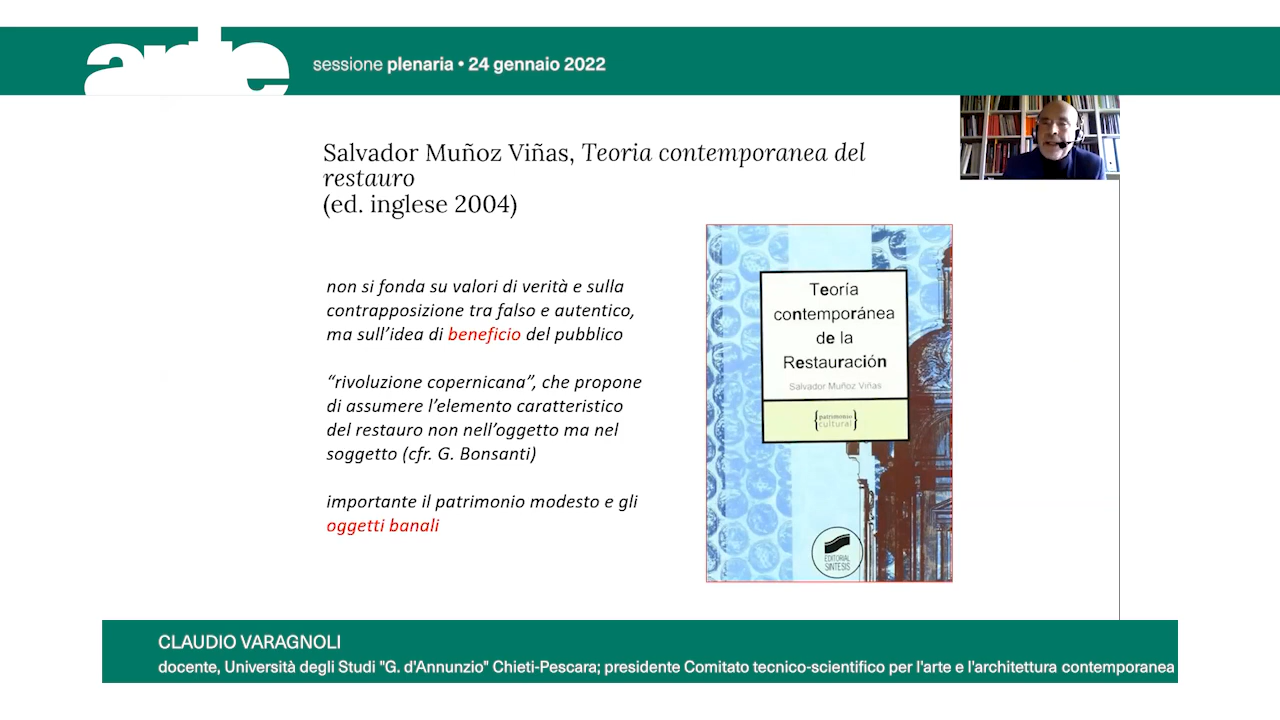 arte
sessione plenaria • 24 gennaio 2022
Salvador Muñoz Viñas, Teoria contemporanea del
restauro
(ed. inglese 2004)
non si fonda su valori di verità e sulla
contrapposizione tra falso e autentico,
ma sull’idea di beneficio del pubblico
“rivoluzione copernicana”, che propone
di assumere l’elemento caratteristico
del restauro non nell’oggetto ma nel
soggetto (cfr. G. Bonsanti)
importante il patrimonio modesto e gli
oggetti banali
Teoría
contemporánea
de la
Restauración
Salvador Muñoz Viñas
{patrimonio
cultural}
EDITORIAL
SINTESIS
CLAUDIO VARAGNOLI
docente, Università degli Studi "G. d'Annunzio" Chieti-Pescara; presidente Comitato tecnico-scientifico per l'arte e l'architettura contemporanea